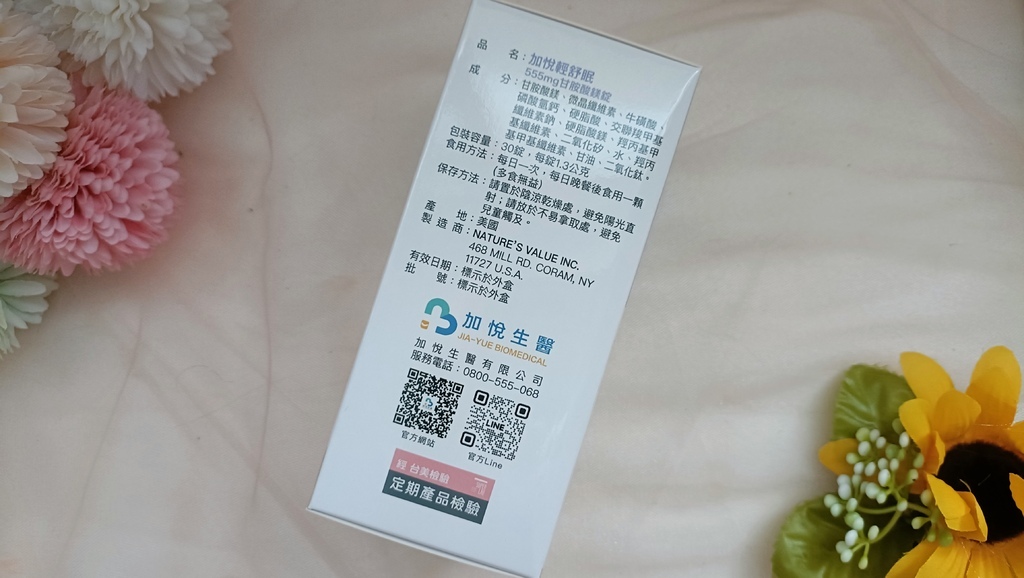 品名：加悅輕舒眠
555mg甘胺酸鎂錠
成分：甘胺酸鎂、微晶纖維素、牛磺酸，
磷酸氫鈣、硬脂酸、交聯羧甲基
纖維素鈉、硬脂酸鎂、羥丙基甲
基纖維素、二氧化矽、水、羥丙
基甲基纖維素、甘油、二氧化鈦。
包裝容量：30錠，每錠1.3公克
食用方法：每日一次，每日晚餐後食用一顆
(多食無益)
保存方法：請置於陰涼乾燥處，避免陽光直
射；請放於不易拿取處，避免
兒童觸及。
產地：美國
製造商：NATURE'S VALUE INC.
468 MILL RD. CORAM, NY
11727 U.S.A.
有效日期：標示於外盒
批號：標示於外盒
加悅生醫
JIA-YUE BIOMEDICAL
加悅生醫有限公司
服務電話：0800-555-068
LINE
官方網站
官方Line
經 台美檢驗
定期產品檢驗